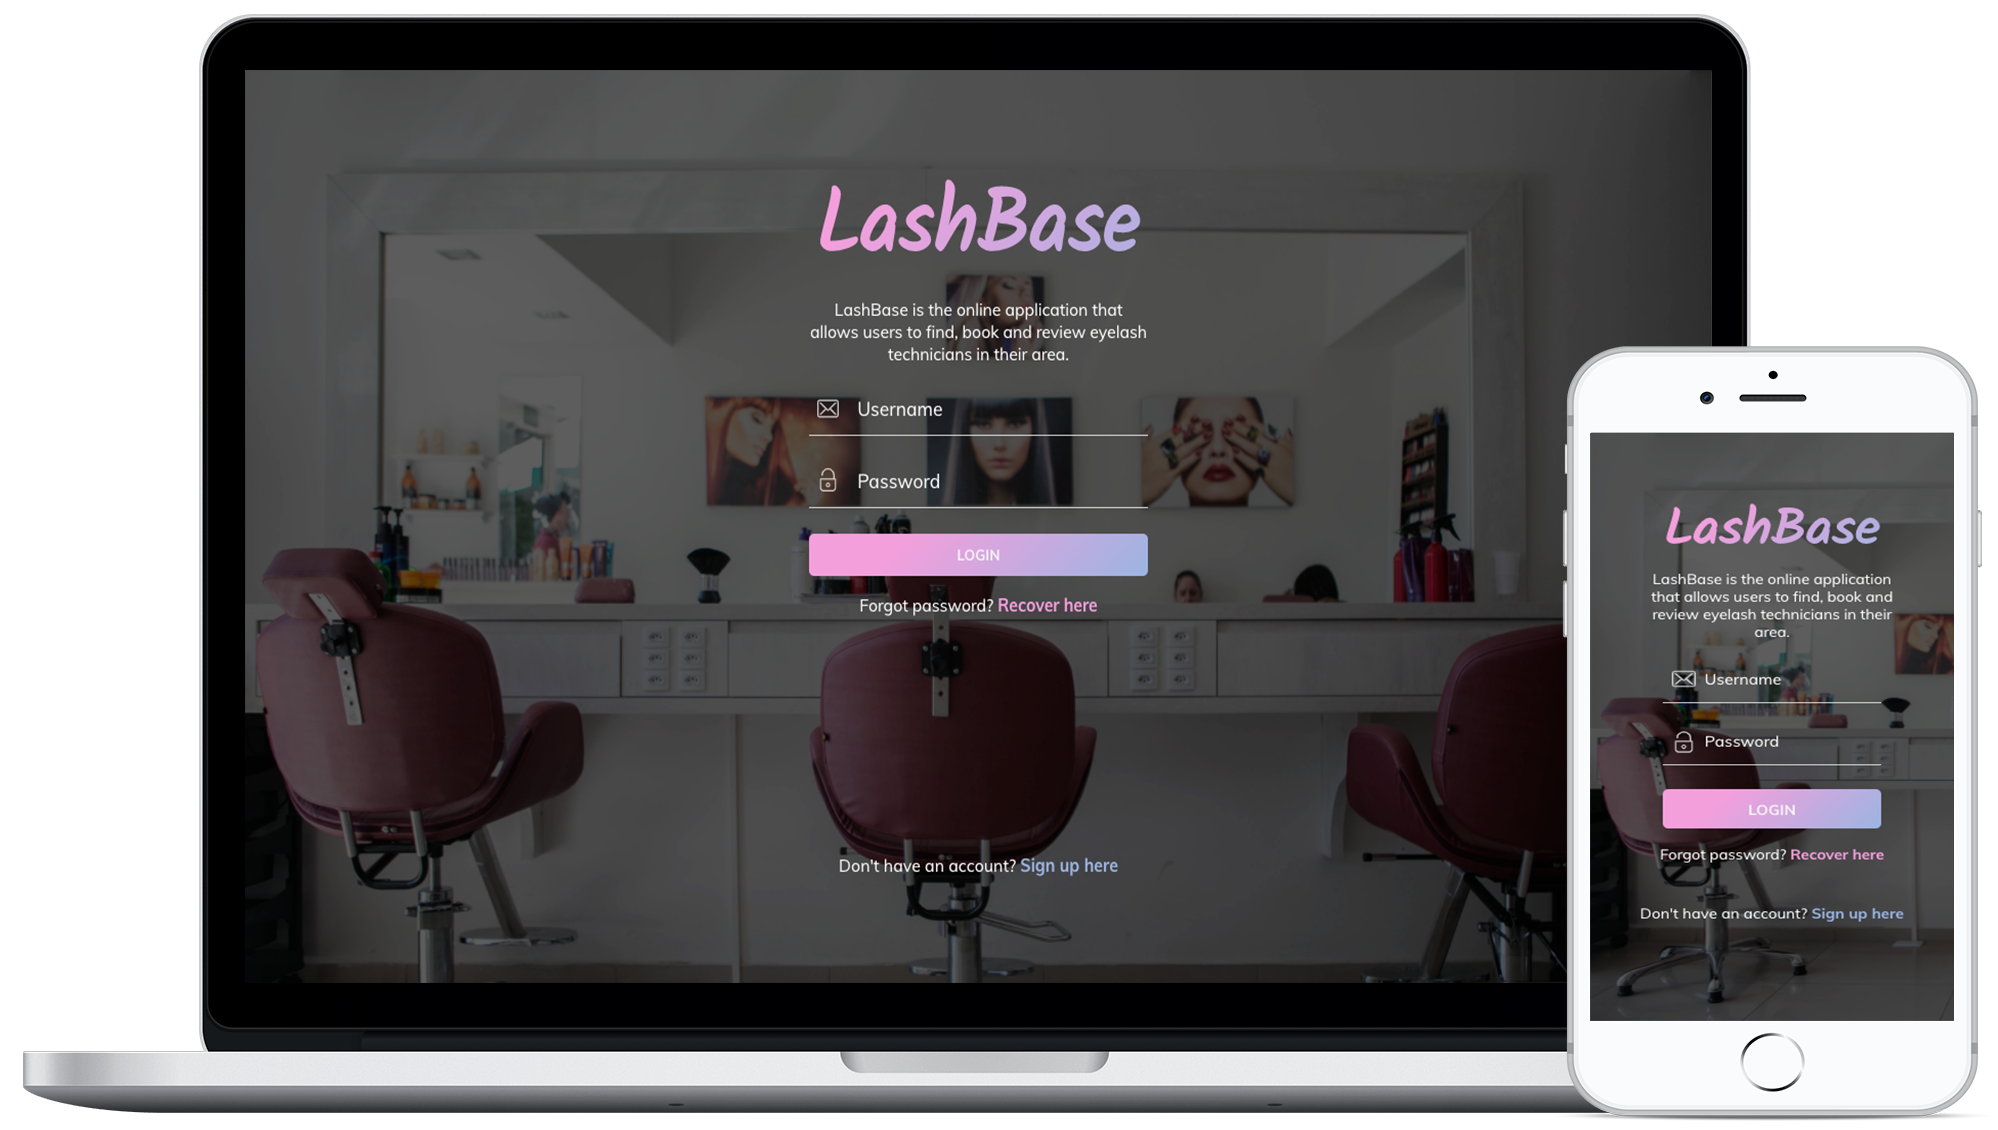 LashBase
LashBase is the online application that
allows users to find, book and review eyelash
technicians in their area.
Username
Password
LOGIN
Forgot password? Recover here
Don't have an account? Sign up here
LashBase
LashBase is the online application
that allows users to find, book and
review eyelash technicians in their
area.
Username
Password
LOGIN
Forgot password? Recover here
Don't have an account? Sign up here